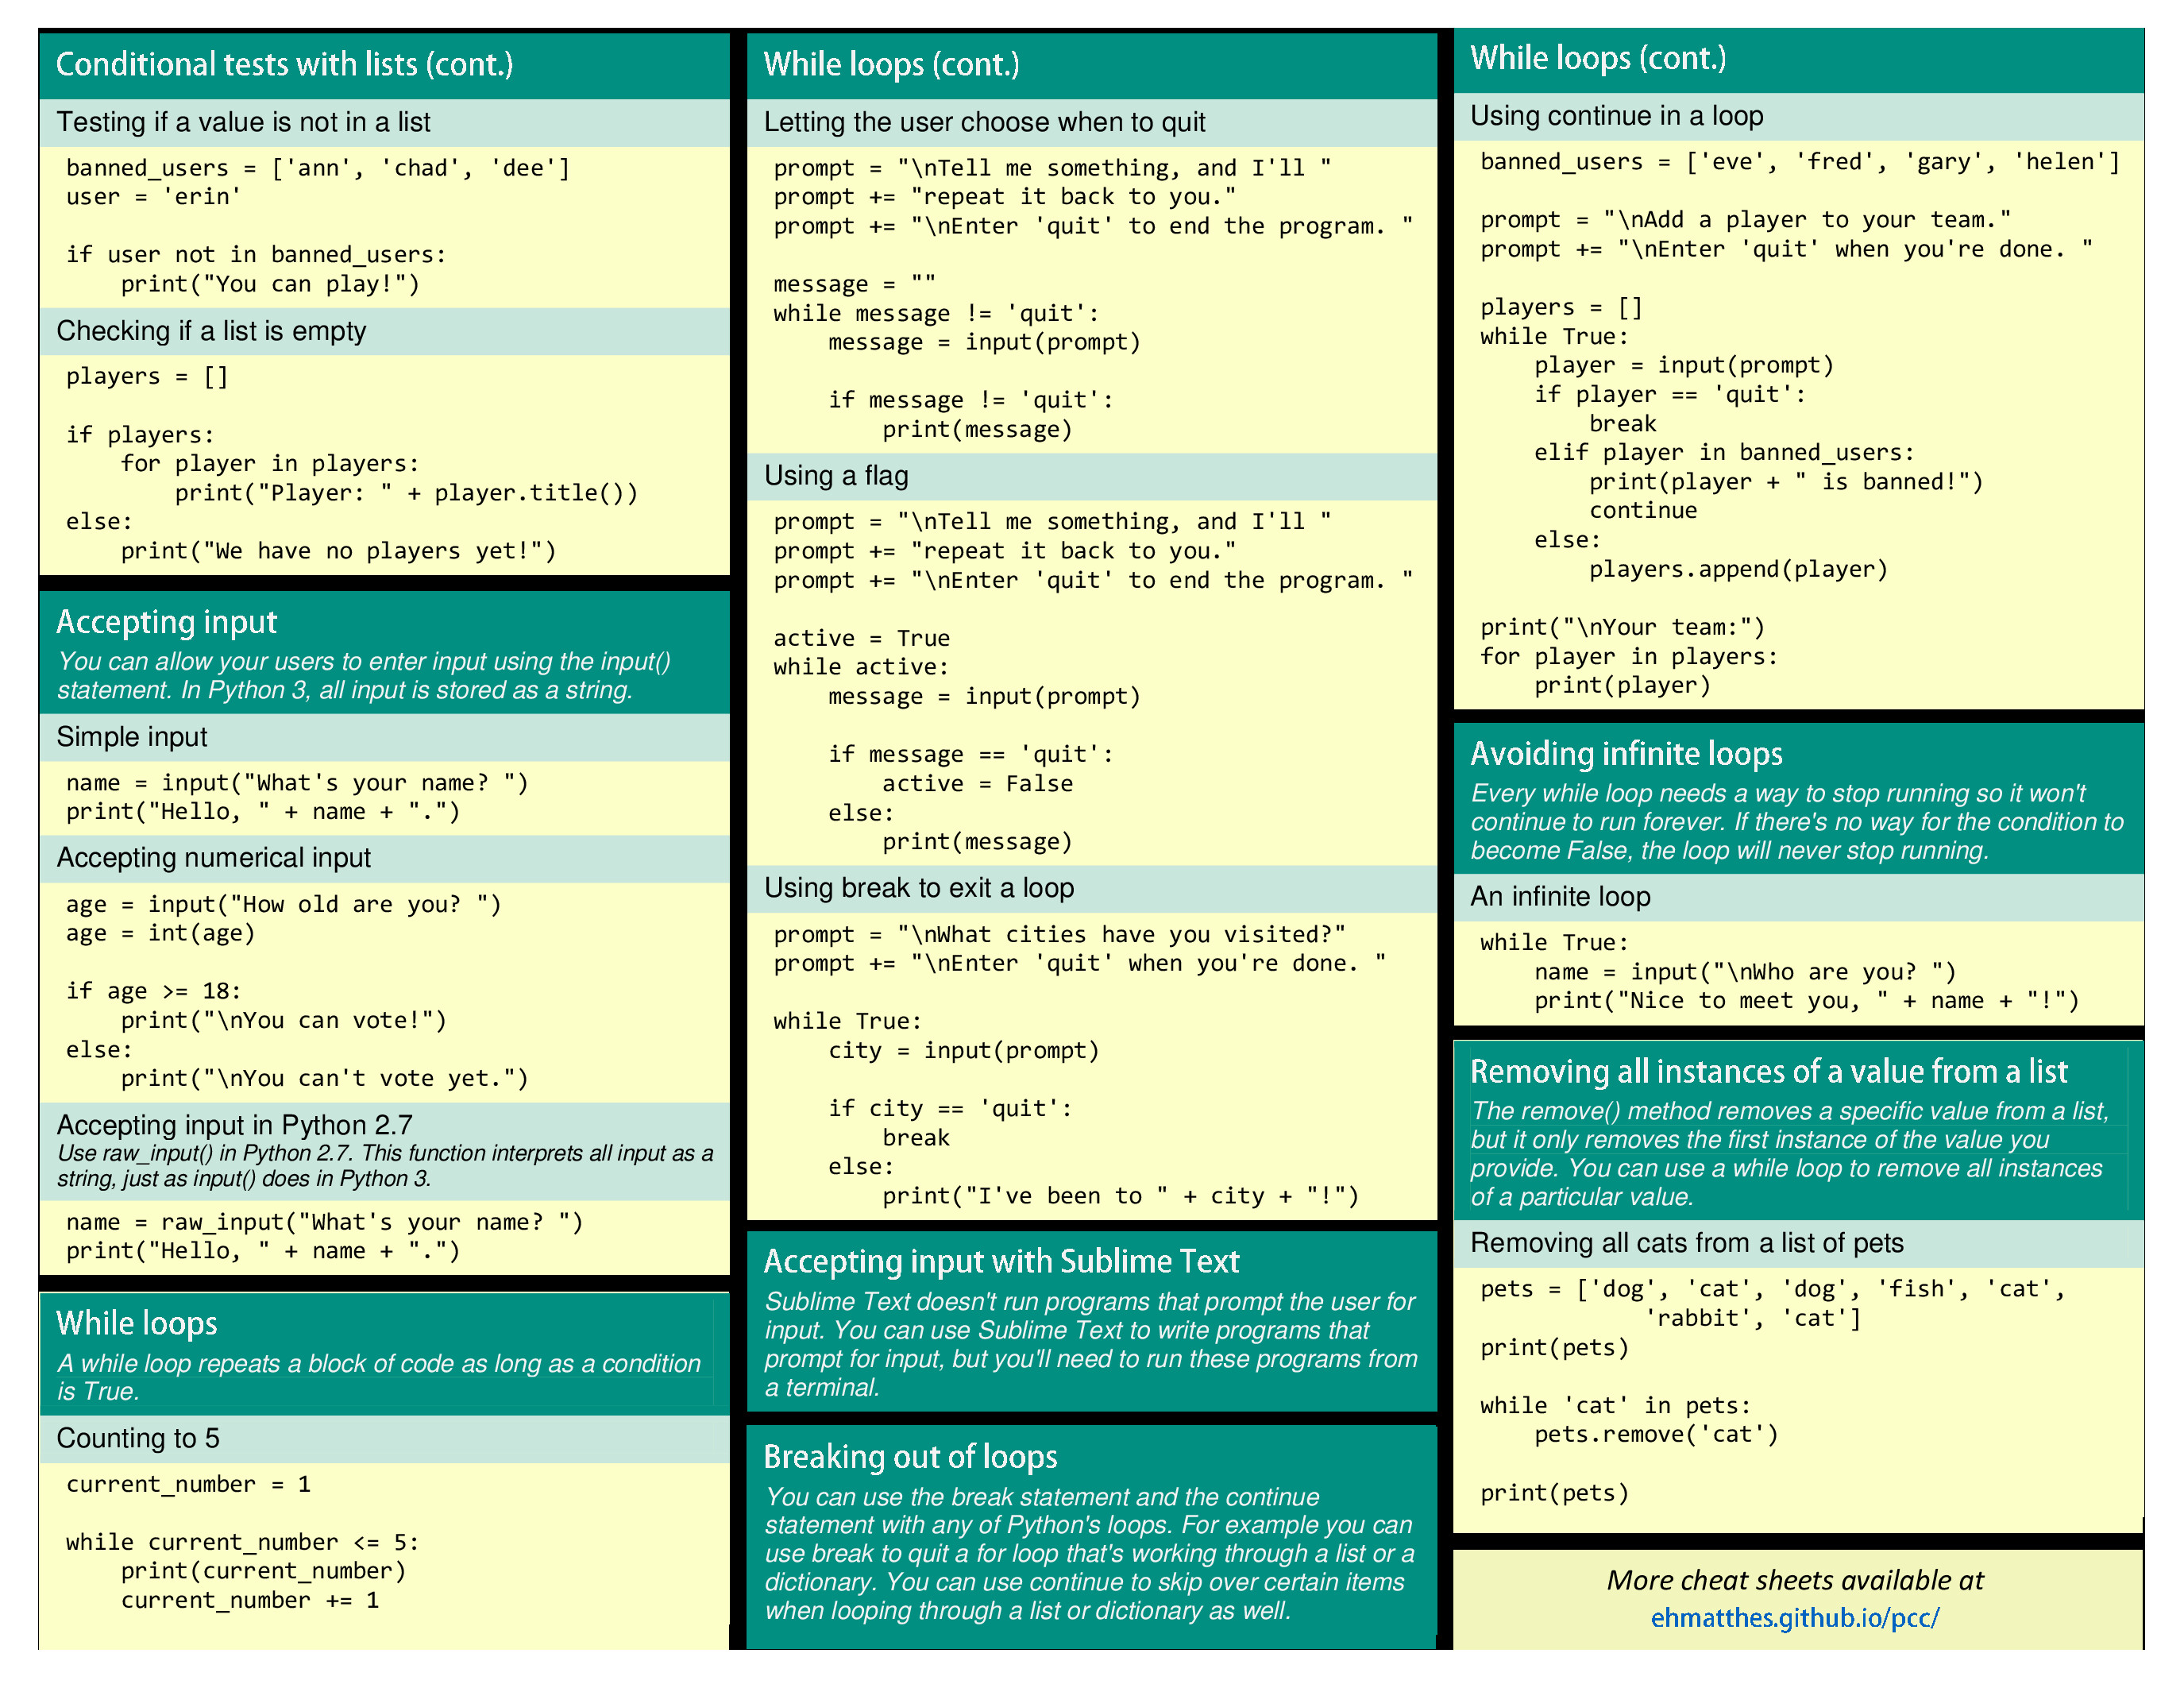 Conditional tests with lists (cont.)
Testing if a value is not in a list
banned_users = ['ann', 'chad', 'dee']
user = 'erin'

if user not in banned_users:
    print("You can play!")
Checking if a list is empty
players = []

if players:
    for player in players:
        print("Player: " + player.title())
else:
    print("We have no players yet!")
Accepting input
You can allow your users to enter input using the input()
statement. In Python 3, all input is stored as a string.
Simple input
name = input("What's your name? ")
print("Hello, " + name + ".")
Accepting numerical input
age = input("How old are you? ")
age = int(age)

if age >= 18:
    print("\nYou can vote!")
else:
    print("\nYou can't vote yet.")
Accepting input in Python 2.7
Use raw_input() in Python 2.7. This function interprets all input as a
string, just as input() does in Python 3.
name = raw_input("What's your name? ")
print("Hello, " + name + ".")
While loops
A while loop repeats a block of code as long as a condition
is True.
Counting to 5
current_number = 1

while current_number <= 5:
    print(current_number)
    current_number += 1
While loops (cont.)
Letting the user choose when to quit
prompt = "\nTell me something, and I'll "
prompt += "repeat it back to you."
prompt += "\nEnter 'quit' to end the program. "

message = ""
while message != 'quit':
    message = input(prompt)

    if message != 'quit':
        print(message)
Using a flag
prompt = "\nTell me something, and I'll "
prompt += "repeat it back to you."
prompt += "\nEnter 'quit' to end the program. "

active = True
while active:
    message = input(prompt)

    if message == 'quit':
        active = False
    else:
        print(message)
Using break to exit a loop
prompt = "\nWhat cities have you visited?"
prompt += "\nEnter 'quit' when you're done. "

while True:
    city = input(prompt)

    if city == 'quit':
        break
    else:
        print("I've been to " + city + "!")
Accepting input with Sublime Text
Sublime Text doesn't run programs that prompt the user for
input. You can use Sublime Text to write programs that
prompt for input, but you'll need to run these programs from
a terminal.
Breaking out of loops
You can use the break statement and the continue
statement with any of Python's loops. For example you can
use break to quit a for loop that's working through a list or a
dictionary. You can use continue to skip over certain items
when looping through a list or dictionary as well.
While loops (cont.)
Using continue in a loop
banned_users = ['eve', 'fred', 'gary', 'helen']

prompt = "\nAdd a player to your team."
prompt += "\nEnter 'quit' when you're done. "

players = []
while True:
    player = input(prompt)
    if player == 'quit':
        break
    elif player in banned_users:
        print(player + " is banned!")
        continue
    else:
        players.append(player)

print("\nYour team:")
for player in players:
    print(player)
Avoiding infinite loops
Every while loop needs a way to stop running so it won't
continue to run forever. If there's no way for the condition to
become False, the loop will never stop running.
An infinite loop
while True:
    name = input("\nWho are you? ")
    print("Nice to meet you, " + name + "!")
Removing all instances of a value from a list
The remove() method removes a specific value from a list,
but it only removes the first instance of the value you
provide. You can use a while loop to remove all instances
of a particular value.
Removing all cats from a list of pets
pets = ['dog', 'cat', 'dog', 'fish', 'cat',
            'rabbit', 'cat']
print(pets)

while 'cat' in pets:
    pets.remove('cat')

print(pets)
More cheat sheets available at
ehmatthes.github.io/pcc/